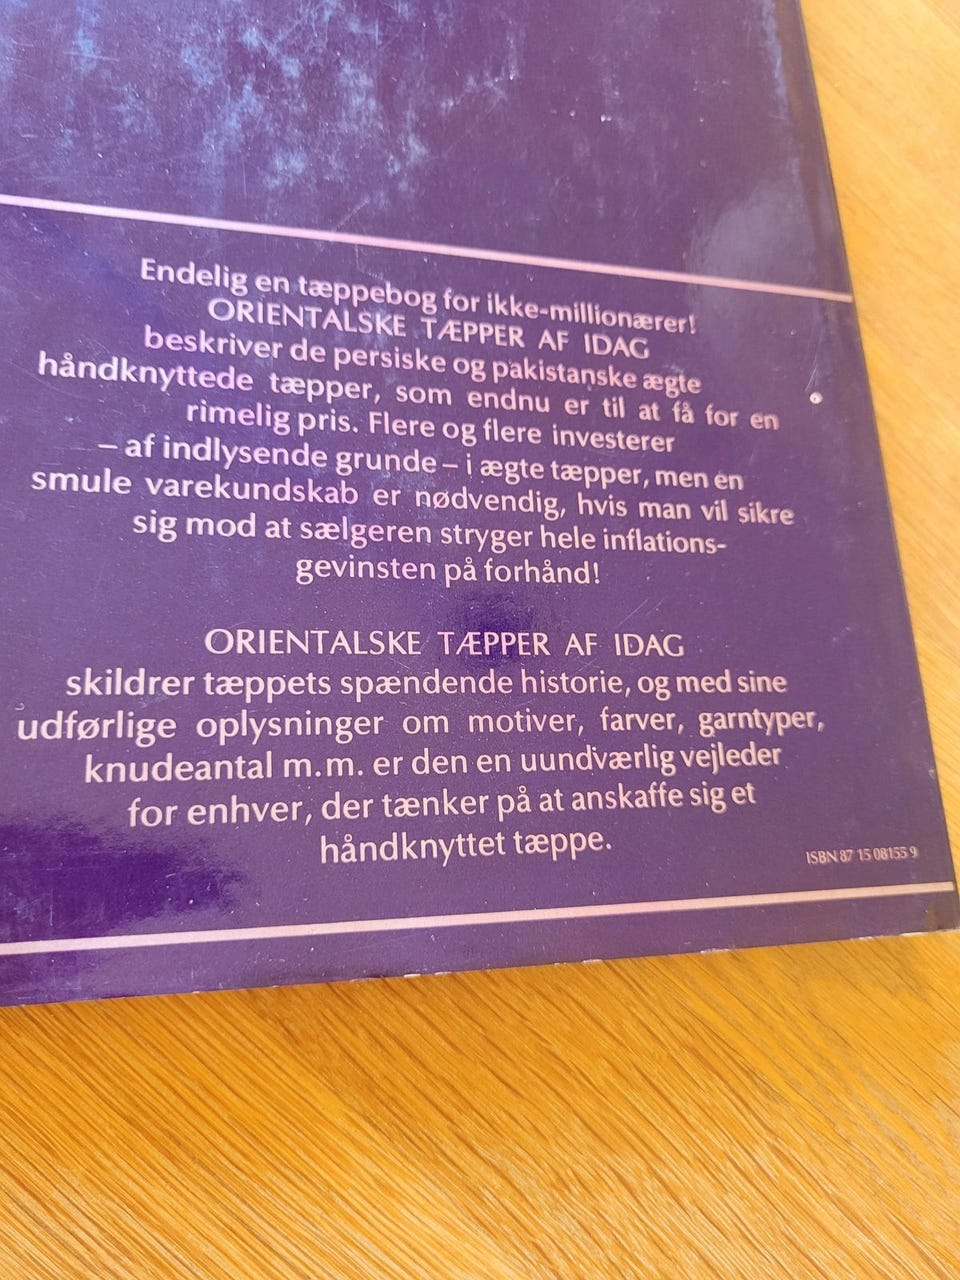 Endelig en tæppebog for ikke-millionærer!
ORIENTALSKE TÆPPER AF IDAG
beskriver de persiske og pakistanske ægte
håndknyttede tæpper, som endnu er til at få for en
rimelig pris. Flere og flere investerer
– af indlysende grunde – i ægte tæpper, men en
smule varekundskab er nødvendig, hvis man vil sikre
sig mod at sælgeren stryger hele inflations-
gevinsten på forhånd!
ORIENTALSKE TÆPPER AF IDAG
skildrer tæppets spændende historie, og med sine
udførlige oplysninger om motiver, farver, garntyper,
knudeantal m.m. er den en uundværlig vejleder
for enhver, der tænker på at anskaffe sig et
håndknyttet tæppe.
ISBN 87 15 08155 9